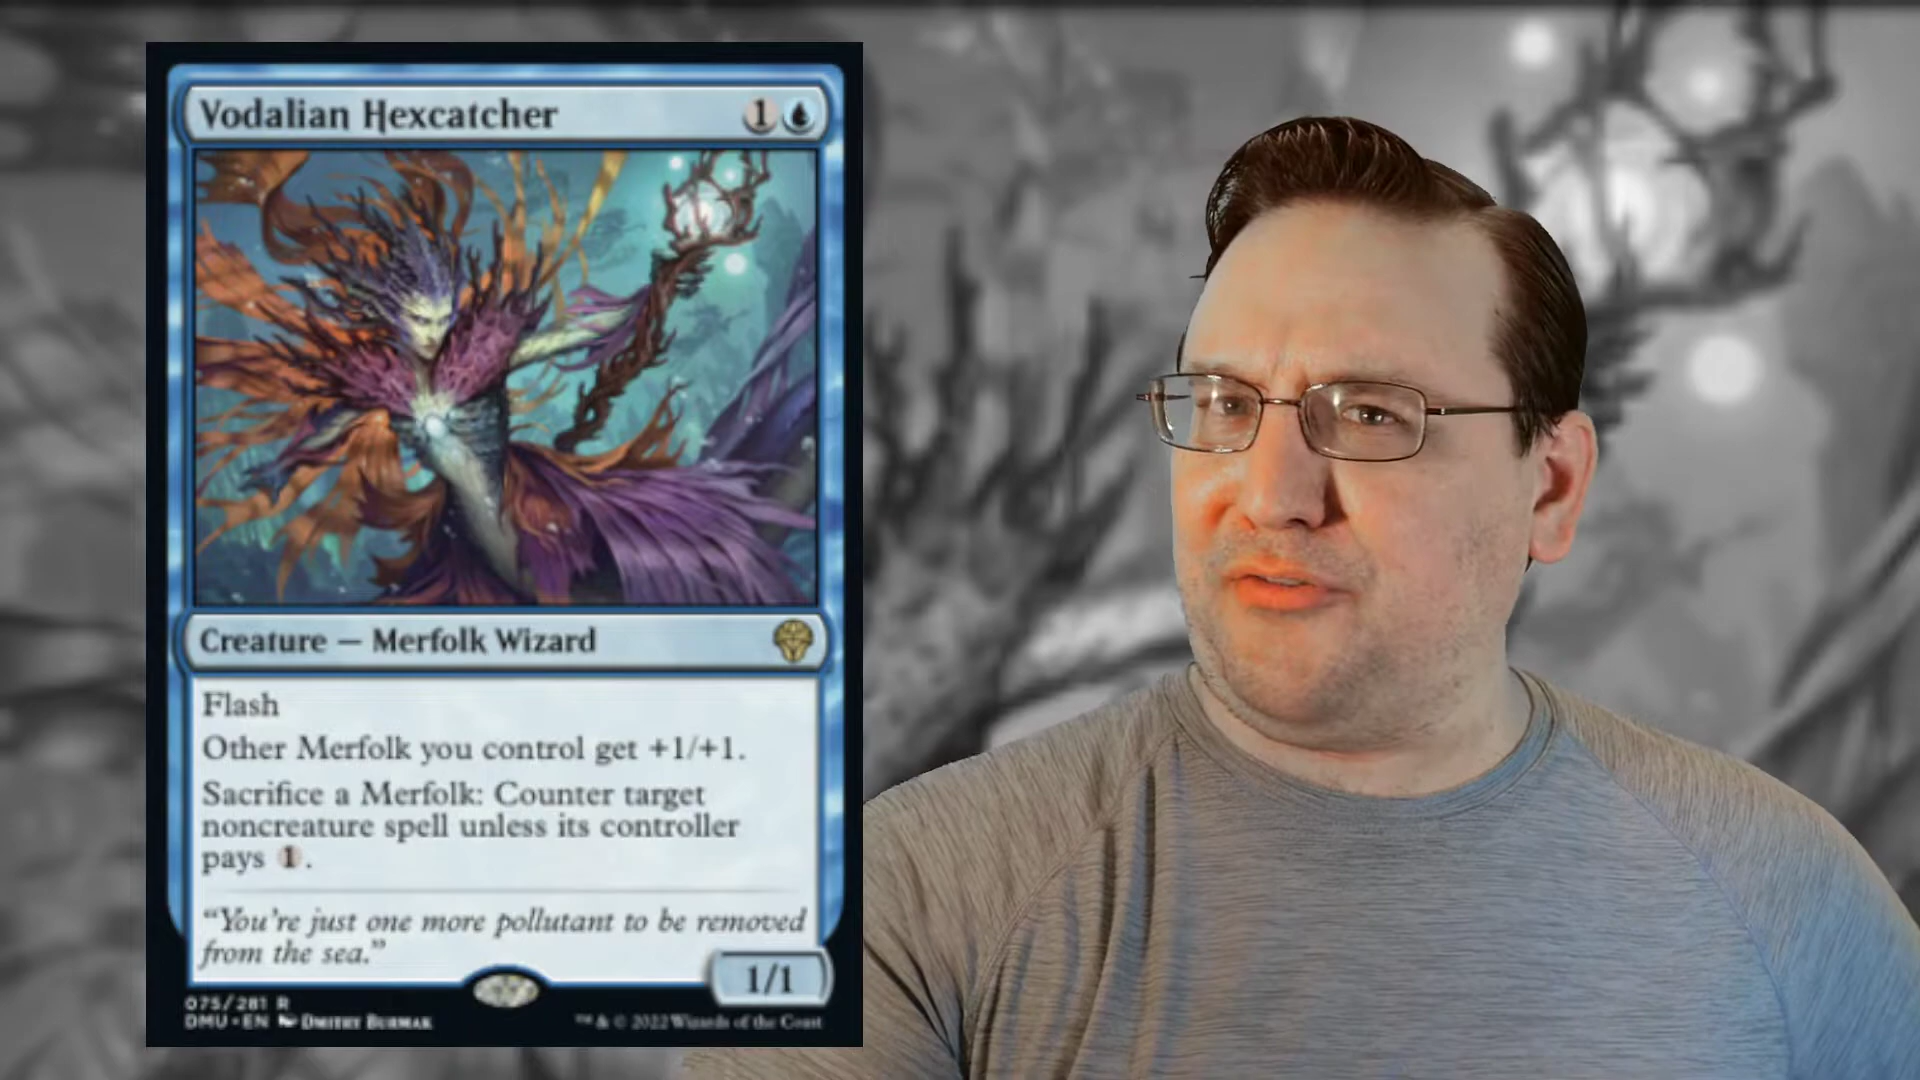 Vodalian Hexcatcher 1
Creature — Merfolk Wizard
Flash
Other Merfolk you control get +1/+1.
Sacrifice a Merfolk: Counter target
noncreature spell unless its controller
pays 1.
"You're just one more pollutant to be removed
from the sea."
1/1
075/281 R
DMU • EN Dmitry Burmak
™ & © 2022 Wizards of the Coast